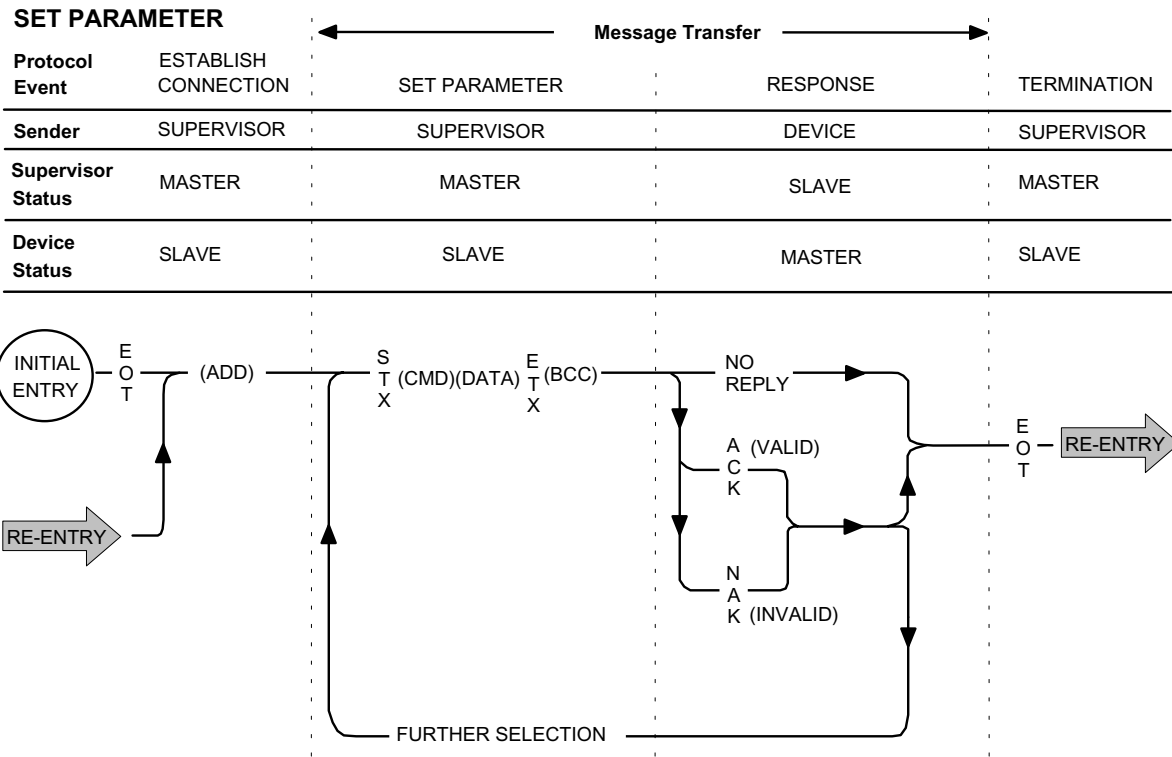 SET PARAMETER
Message Transfer
Protocol Event
ESTABLISH CONNECTION
SET PARAMETER
RESPONSE
TERMINATION
Sender
SUPERVISOR
SUPERVISOR
DEVICE
SUPERVISOR
Supervisor Status
MASTER
MASTER
SLAVE
MASTER
Device Status
SLAVE
SLAVE
MASTER
SLAVE
INITIAL ENTRY
EOT
(ADD)
STX
(CMD)(DATA)
ETX
(BCC)
NO REPLY
ACK
(VALID)
NAK
(INVALID)
EOT
RE-ENTRY
RE-ENTRY
FURTHER SELECTION